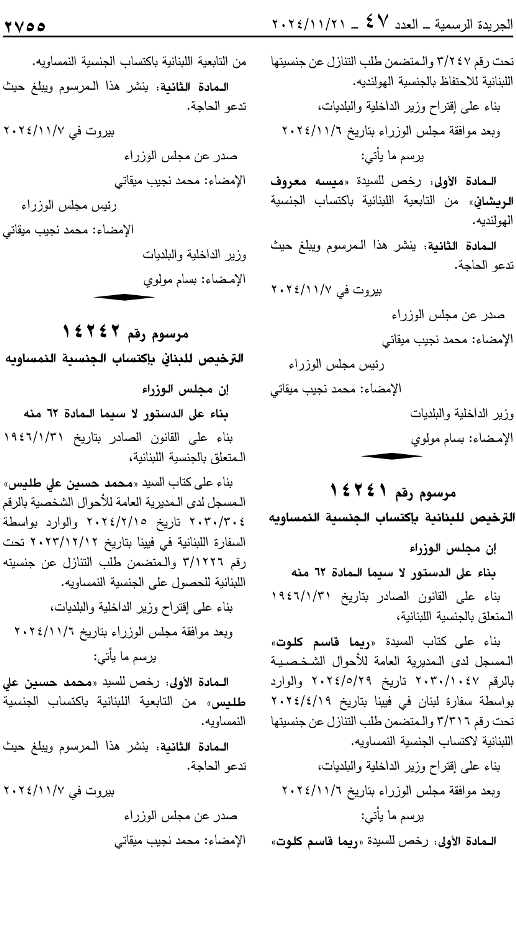 الجريدة الرسمية ـ العدد ٤٧ ـ ٢٠٢٤/١١/٢١
٢٧٥٥
تحت رقم ٣/٢٤٧ والمتضمن طلب التنازل عن جنسيتها
اللبنانية للاحتفاظ بالجنسية الهولنديه.
بناء على إقتراح وزير الداخلية والبلديات،
وبعد موافقة مجلس الوزراء بتاريخ ٢٠٢٤/١١/٦
يرسم ما يأتي:
المادة الأولى: رخص للسيدة «ميسه معروف
الريشاني» من التابعية اللبنانية باكتساب الجنسية
الهولنديه.
المادة الثانية: ينشر هذا المرسوم ويبلغ حيث
تدعو الحاجة.
بيروت في ٢٠٢٤/١١/٧
صدر عن مجلس الوزراء
الإمضاء: محمد نجيب ميقاتي
رئيس مجلس الوزراء
الإمضاء: محمد نجيب ميقاتي
وزير الداخلية والبلديات
الإمضاء: بسام مولوي
مرسوم رقم ١٤٢٤١
الترخيص للبنانية بإكتساب الجنسية النمساويه
إن مجلس الوزراء
بناء على الدستور لا سيما المادة ٦٢ منه
بناء على القانون الصادر بتاريخ ١٩٤٦/١/٣١
المتعلق بالجنسية اللبنانية،
بناء على كتاب السيدة «ريما قاسم كلوت»
المسجل لدى المديرية العامة للأحوال الشخصية
بالرقم ٢٠٣٠/١٠٤٧ تاريخ ٢٠٢٤/٥/٢٩ والوارد
بواسطة سفارة لبنان في فيينا بتاريخ ٢٠٢٤/٤/١٩
تحت رقم ٣/٣١٦ والمتضمن طلب التنازل عن جنسيتها
اللبنانية لاكتساب الجنسية النمساويه.
بناء على إقتراح وزير الداخلية والبلديات،
وبعد موافقة مجلس الوزراء بتاريخ ٢٠٢٤/١١/٦
يرسم ما يأتي:
المادة الأولى: رخص للسيدة «ريما قاسم كلوت»
من التابعية اللبنانية باكتساب الجنسية النمساويه.
المادة الثانية: ينشر هذا المرسوم ويبلغ حيث
تدعو الحاجة.
بيروت في ٢٠٢٤/١١/٧
صدر عن مجلس الوزراء
الإمضاء: محمد نجيب ميقاتي
رئيس مجلس الوزراء
الإمضاء: محمد نجيب ميقاتي
وزير الداخلية والبلديات
الإمضاء: بسام مولوي
مرسوم رقم ١٤٢٤٢
الترخيص للبناني بإكتساب الجنسية النمساويه
إن مجلس الوزراء
بناء على الدستور لا سيما المادة ٦٢ منه
بناء على القانون الصادر بتاريخ ١٩٤٦/١/٣١
المتعلق بالجنسية اللبنانية،
بناء على كتاب السيد «محمد حسين علي طليس»
المسجل لدى المديرية العامة للأحوال الشخصية بالرقم
٢٠٣٠/٣٠٤ تاريخ ٢٠٢٤/٢/١٥ والوارد بواسطة
السفارة اللبنانية في فيينا بتاريخ ٢٠٢٣/١٢/١٢ تحت
رقم ٣/١٢٢٦ والمتضمن طلب التنازل عن جنسيته
اللبنانية للحصول على الجنسية النمساويه.
بناء على إقتراح وزير الداخلية والبلديات،
وبعد موافقة مجلس الوزراء بتاريخ ٢٠٢٤/١١/٦
يرسم ما يأتي:
المادة الأولى: رخص للسيد «محمد حسين علي
طليس» من التابعية اللبنانية باكتساب الجنسية
النمساويه.
المادة الثانية: ينشر هذا المرسوم ويبلغ حيث
تدعو الحاجة.
بيروت في ٢٠٢٤/١١/٧
صدر عن مجلس الوزراء
الإمضاء: محمد نجيب ميقاتي